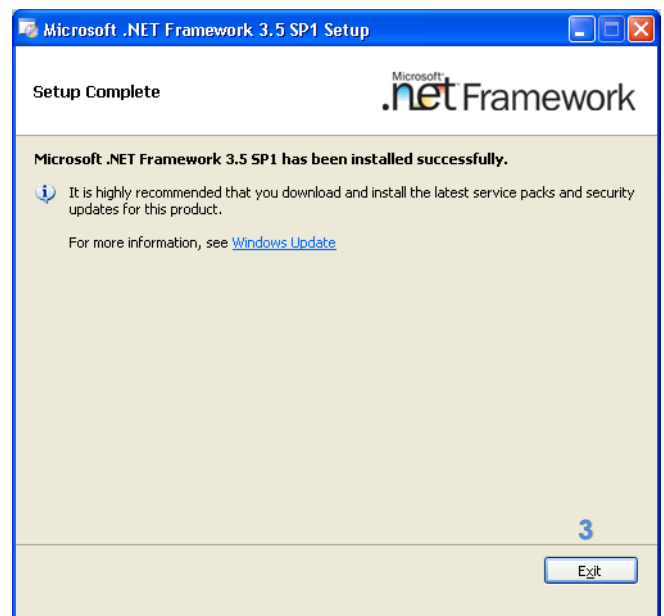 Microsoft .NET Framework 3.5 SP1 Setup
Setup Complete
Microsoft
.net Framework
Microsoft .NET Framework 3.5 SP1 has been installed successfully.
It is highly recommended that you download and install the latest service packs and security
updates for this product.
For more information, see Windows Update
3
Exit